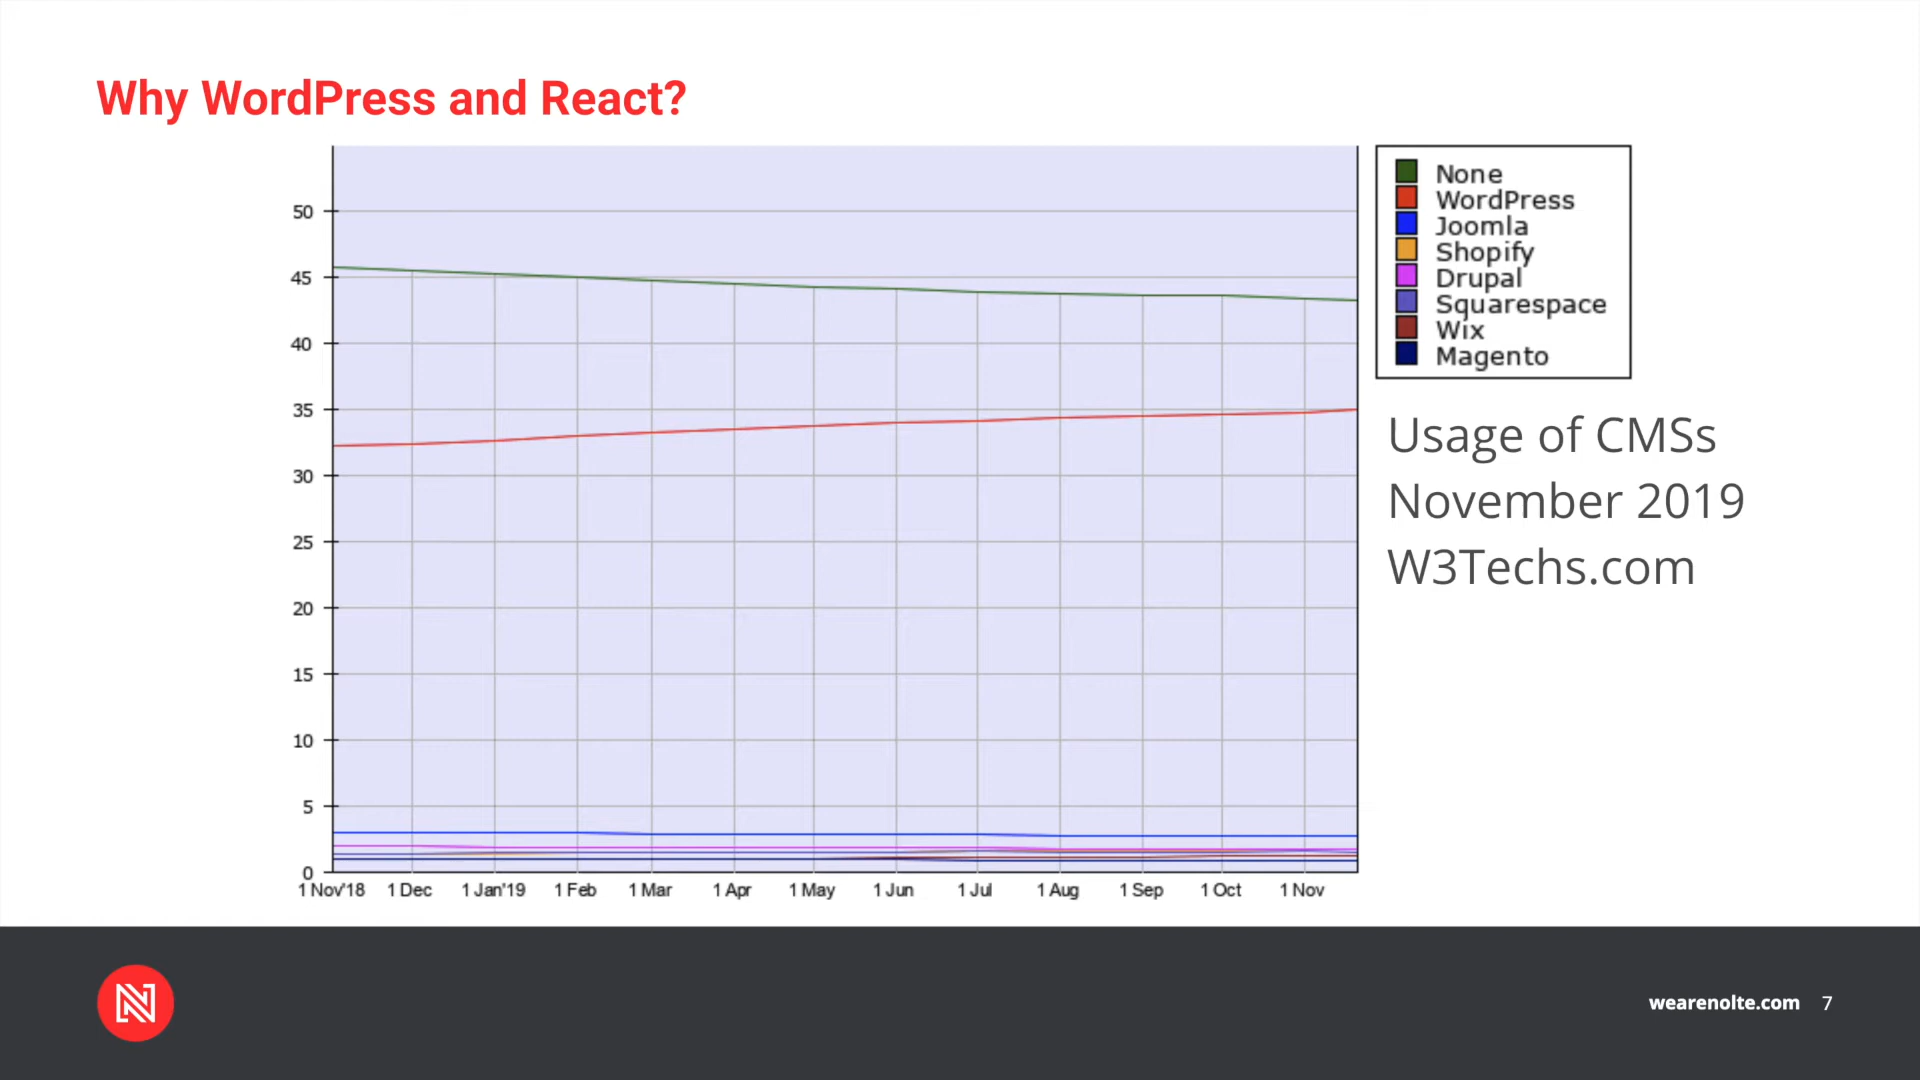 Why WordPress and React?
50
45
40
35
30
25
20
15
10
5
0
1 Nov'18 1 Dec 1 Jan'19 1 Feb 1 Mar 1 Apr 1 May 1 Jun 1 Jul 1 Aug 1 Sep 1 Oct 1 Nov
None
WordPress
Joomla
Shopify
Drupal
Squarespace
Wix
Magento
Usage of CMSs
November 2019
W3Techs.com
wearenolte.com 7